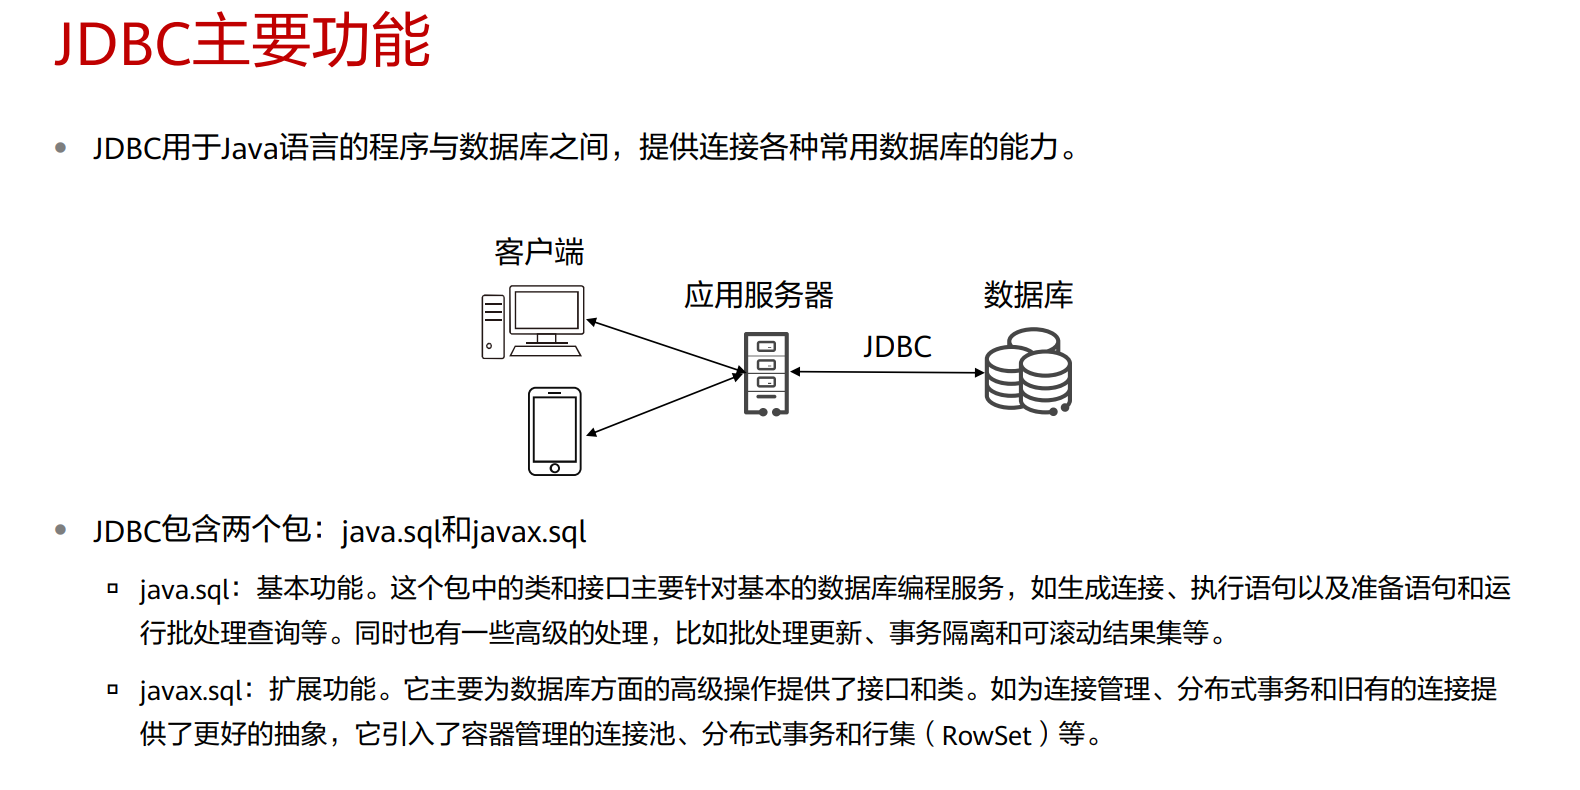 JDBC主要功能
JDBC用于Java语言的程序与数据库之间，提供连接各种常用数据库的能力。
客户端
应用服务器
数据库
JDBC
JDBC包含两个包：java.sql和javax.sql
java.sql：基本功能。这个包中的类和接口主要针对基本的数据库编程服务，如生成连接、执行语句以及准备语句和运
行批处理查询等。同时也有一些高级的处理，比如批处理更新、事务隔离和可滚动结果集等。
javax.sql：扩展功能。它主要为数据库方面的高级操作提供了接口和类。如为连接管理、分布式事务和旧有的连接提
供了更好的抽象，它引入了容器管理的连接池、分布式事务和行集（RowSet）等。